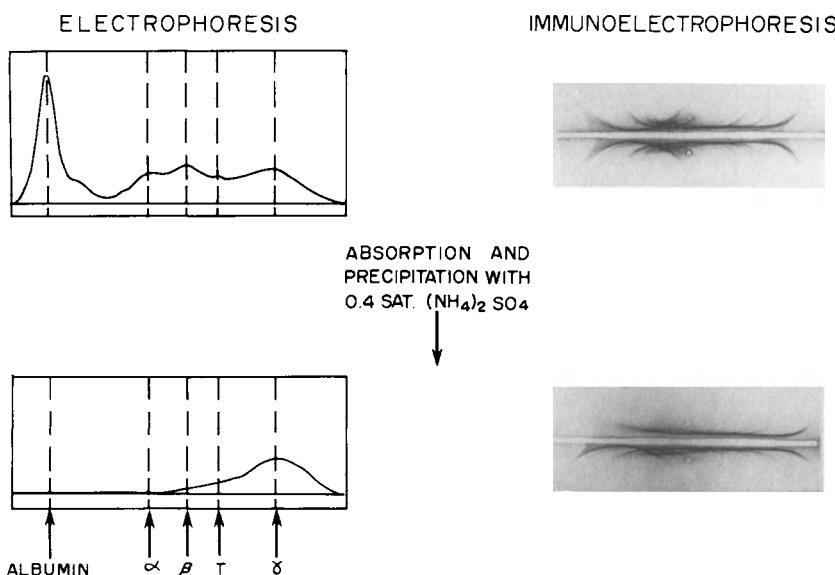 ELECTROPHORESIS
IMMUNOELECTROPHORESIS
ABSORPTION AND
PRECIPITATION WITH
0.4 SAT. (NH4)2 SO4
ALBUMIN α β T γ